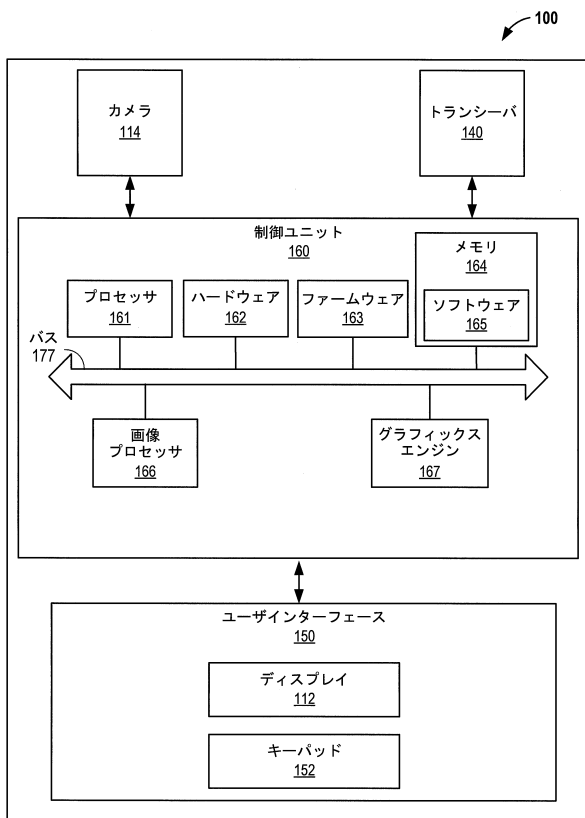 100
カメラ
114
トランシーバ
140
制御ユニット
160
メモリ
164
ソフトウェア
165
プロセッサ
161
ハードウェア
162
ファームウェア
163
バス
177
画像
プロセッサ
166
グラフィックス
エンジン
167
ユーザインターフェース
150
ディスプレイ
112
キーパッド
152